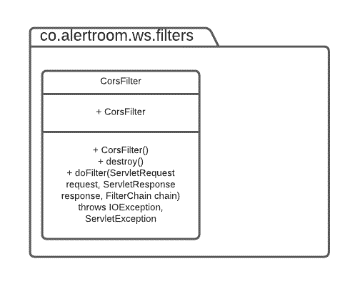 co.alertroom.ws.filters
CorsFilter
+ CorsFilter
+ CorsFilter()
+ destroy()
+ doFilter(ServletRequest
request, ServletResponse
response, FilterChain chain)
throws IOException,
ServletException